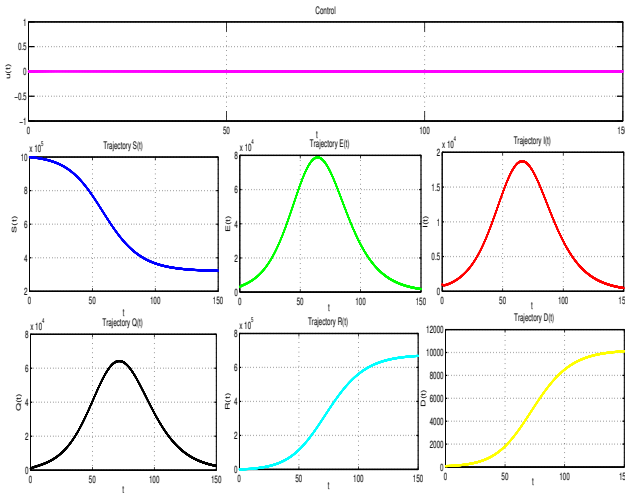 Control
1
0.5
0
−0.5
−1
u(t)
0
50
100
150
t
Trajectory S(t)
x 10^5
10
8
6
4
2
S(t)
0
50
100
150
t
Trajectory E(t)
x 10^4
8
6
4
2
0
E(t)
0
50
100
150
t
Trajectory I(t)
x 10^4
2
1.5
1
0.5
0
I(t)
0
50
100
150
t
Trajectory Q(t)
x 10^4
8
6
4
2
0
Q(t)
0
50
100
150
t
Trajectory R(t)
x 10^5
8
6
4
2
0
R(t)
0
50
100
150
t
Trajectory D(t)
12000
10000
8000
6000
4000
2000
0
D(t)
0
50
100
150
t